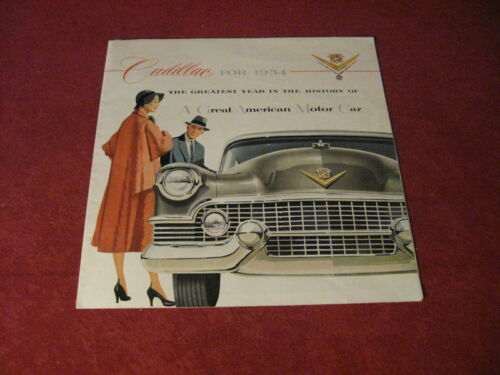 Cadillac FOR 1954
THE GREATEST YEAR IN THE HISTORY OF
A Great American Motor Car